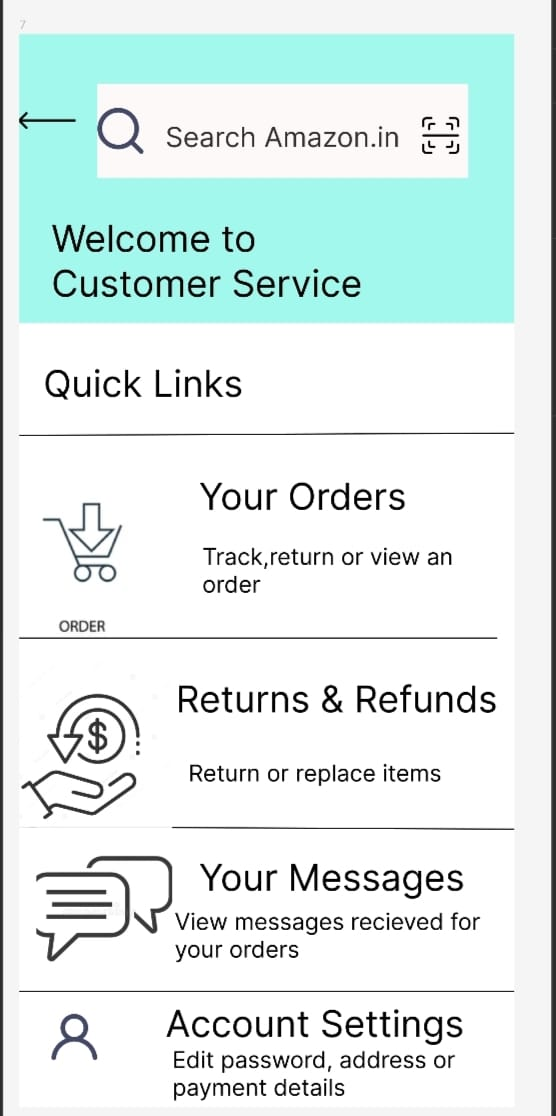 7
Search Amazon.in
Welcome to
Customer Service
Quick Links
Your Orders
Track,return or view an
order
ORDER
Returns & Refunds
$
Return or replace items
Your Messages
View messages recieved for
your orders
Account Settings
Edit password, address or
payment details